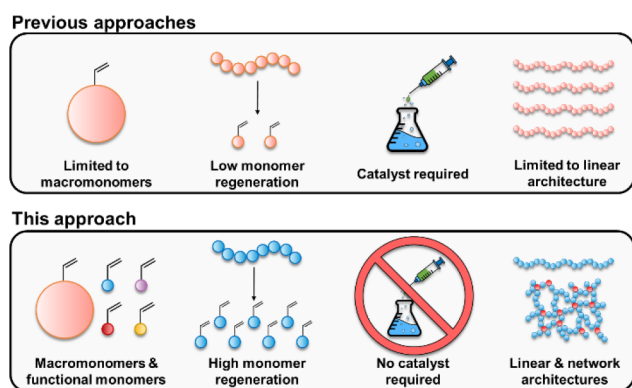 Previous approaches
Limited to
macromonomers
Low monomer
regeneration
Catalyst required
Limited to linear
architecture
This approach
Macromonomers &
functional monomers
High monomer
regeneration
No catalyst
required
Linear & network
architectures